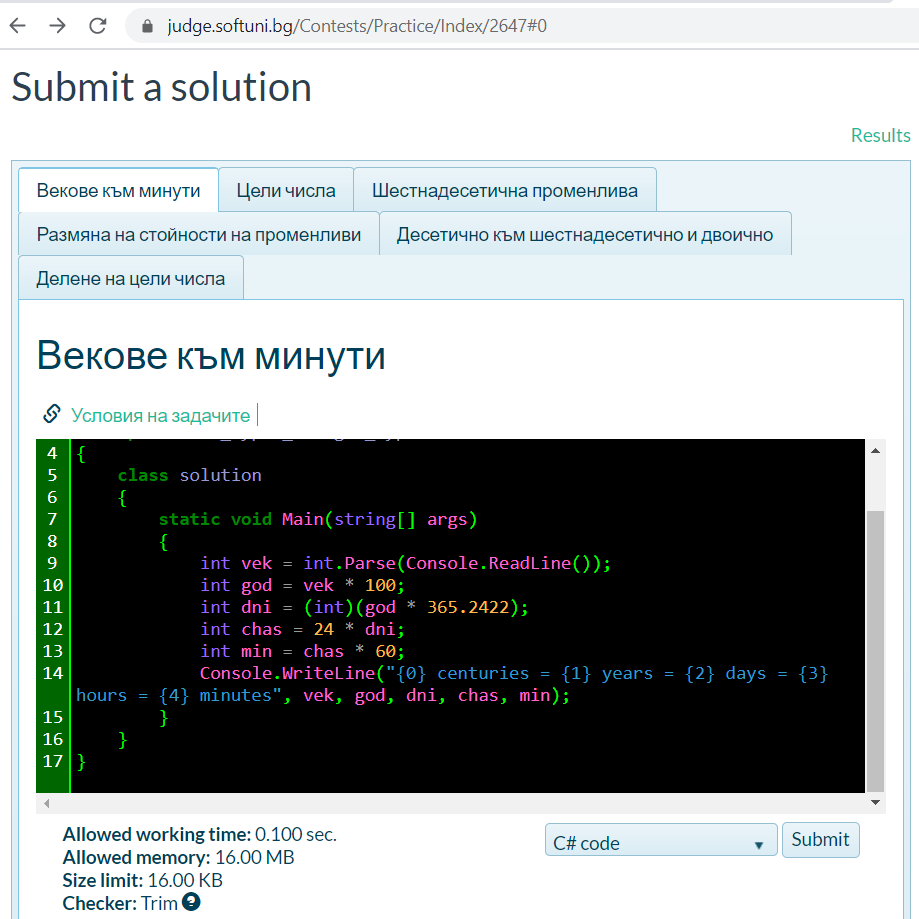 judge.softuni.bg/Contests/Practice/Index/2647#0
Submit a solution
Results
Векове към минути
Цели числа
Шестнадесетична променлива
Размяна на стойности на променливи
Десетично към шестнадесетично и двоично
Делене на цели числа
Векове към минути
Условия на задачите
4 {
5 class solution
6 {
7 static void Main(string[] args)
8 {
9 int vek = int.Parse(Console.ReadLine());
10 int god = vek * 100;
11 int dni = (int)(god * 365.2422);
12 int chas = 24 * dni;
13 int min = chas * 60;
14 Console.WriteLine("{0} centuries = {1} years = {2} days = {3}
hours = {4} minutes", vek, god, dni, chas, min);
15 }
16 }
17 }
Allowed working time: 0.100 sec.
Allowed memory: 16.00 MB
Size limit: 16.00 KB
Checker: Trim ?
C# code
Submit